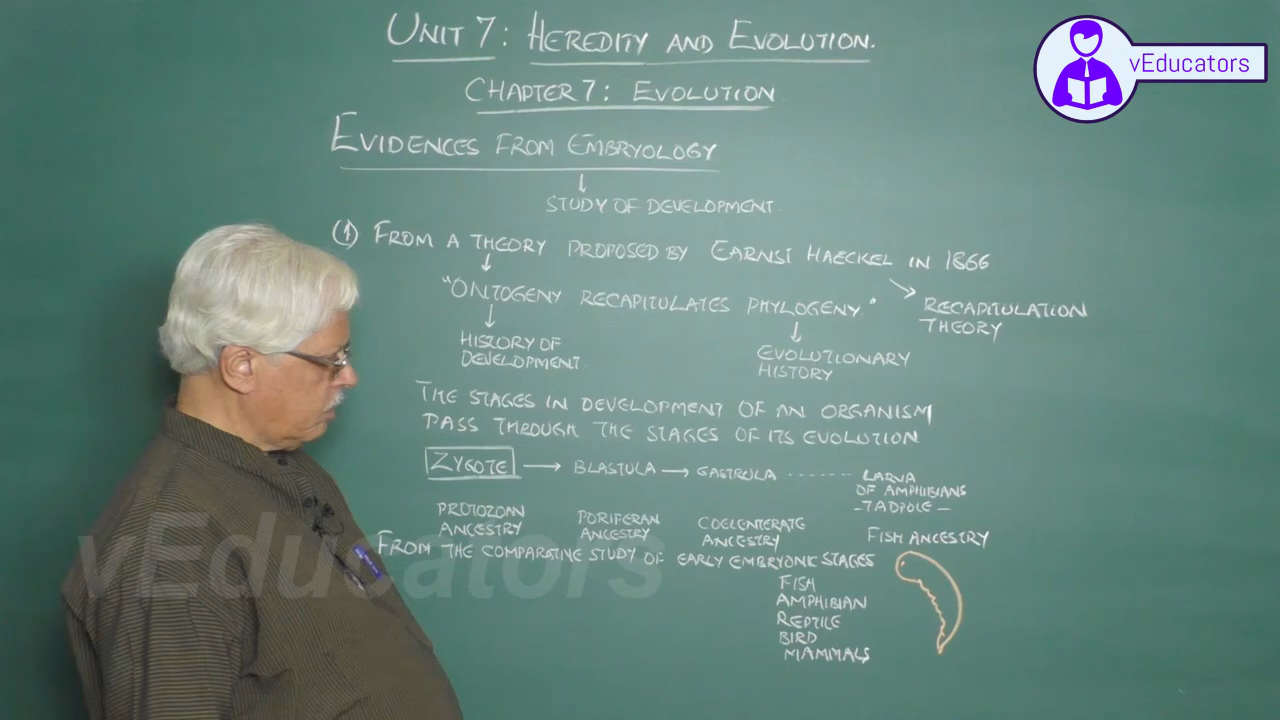 UNIT 7: HEREDITY AND EVOLUTION.
vEducators
CHAPTER 7: EVOLUTION
EVIDENCES FROM EMBRYOLOGY
STUDY OF DEVELOPMENT
(1) FROM A THEORY PROPOSED BY EARNST HAECKEL IN 1866
"ONTOGENY RECAPITULATES PHYLOGENY"
RECAPITULATION
THEORY
HISTORY OF
DEVELOPMENT
EVOLUTIONARY
HISTORY
THE STAGES IN DEVELOPMENT OF AN ORGANISM
PASS THROUGH THE STAGES OF ITS EVOLUTION
ZYGOTE → BLASTULA → GASTRULA ------ LARVA
OF AMPHIBIANS
-TADPOLE-
PROTOZOAN
ANCESTRY
PORIFERAN
ANCESTRY
COELENTERATE
ANCESTRY
FISH ANCESTRY
FROM THE COMPARATIVE STUDY OF EARLY EMBRYONIC STAGES
FISH
AMPHIBIAN
REPTILE
BIRD
MAMMALS
vEducators